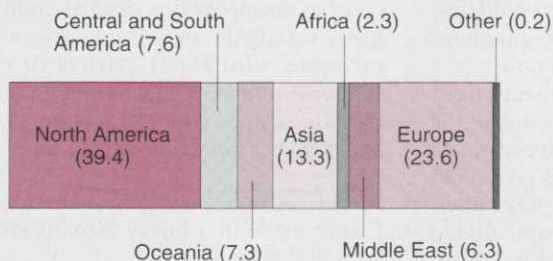 Central and South
America (7.6)
Africa (2.3)
Other (0.2)
North America
(39.4)
Asia
(13.3)
Europe
(23.6)
Oceania (7.3)
Middle East (6.3)